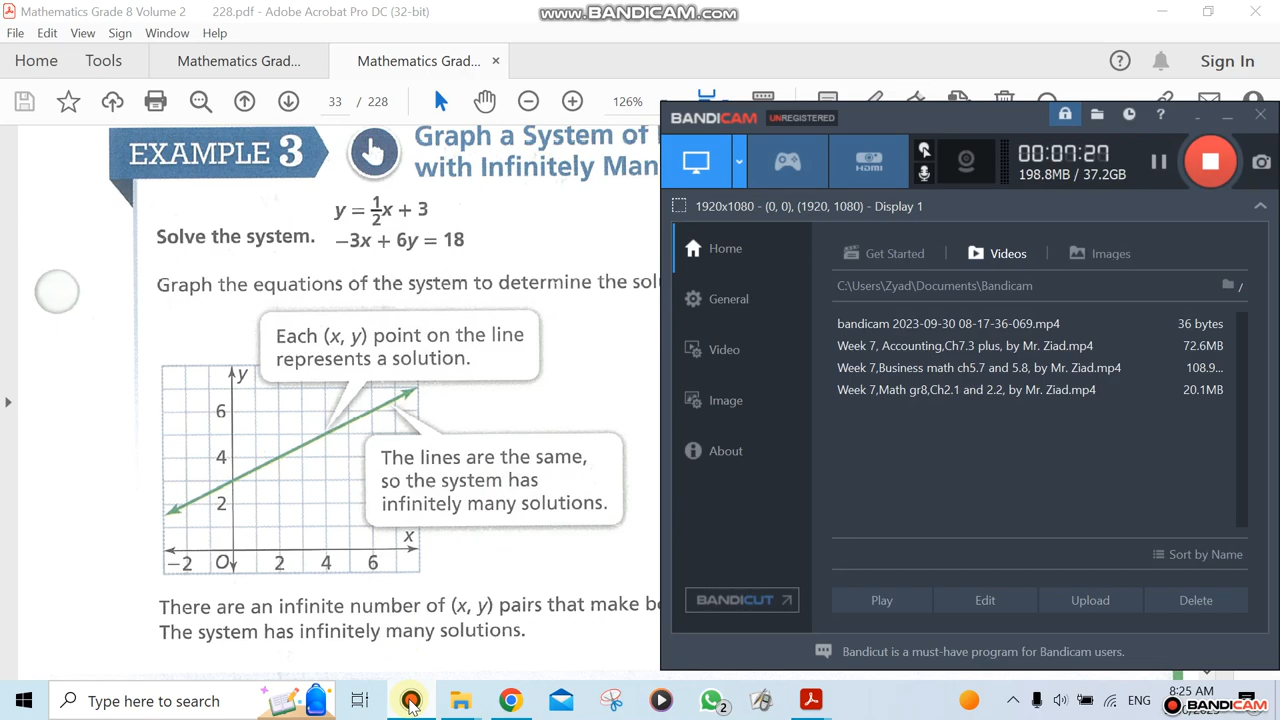 Mathematics Grade 8 Volume 2 228.pdf - Adobe Acrobat Pro DC (32-bit)
www.BANDICAM.com
File Edit View Sign Window Help
Home Tools Mathematics Grad... Mathematics Grad... × Sign In
33 / 228 126%
EXAMPLE 3
Graph a System of
with Infinitely Man
y = 1/2x + 3
Solve the system. −3x + 6y = 18
Graph the equations of the system to determine the sol
Each (x, y) point on the line
represents a solution.
y
6
4
2
The lines are the same,
so the system has
infinitely many solutions.
x
−2 O 2 4 6
There are an infinite number of (x, y) pairs that make b
The system has infinitely many solutions.
BANDICAM UNREGISTERED
HDMI
00:07:27
198.8MB / 37.2GB
1920x1080 - (0, 0), (1920, 1080) - Display 1
Home
General
Video
Image
About
BANDICUT
Get Started Videos Images
C:\Users\Zyad\Documents\Bandicam /
bandicam 2023-09-30 08-17-36-069.mp4 36 bytes
Week 7, Accounting,Ch7.3 plus, by Mr. Ziad.mp4 72.6MB
Week 7,Business math ch5.7 and 5.8, by Mr. Ziad.mp4 108.9...
Week 7,Math gr8,Ch2.1 and 2.2, by Mr. Ziad.mp4 20.1MB
Sort by Name
Play Edit Upload Delete
Bandicut is a must-have program for Bandicam users.
Type here to search
2
ENG
8:25 AM
BANDICAM